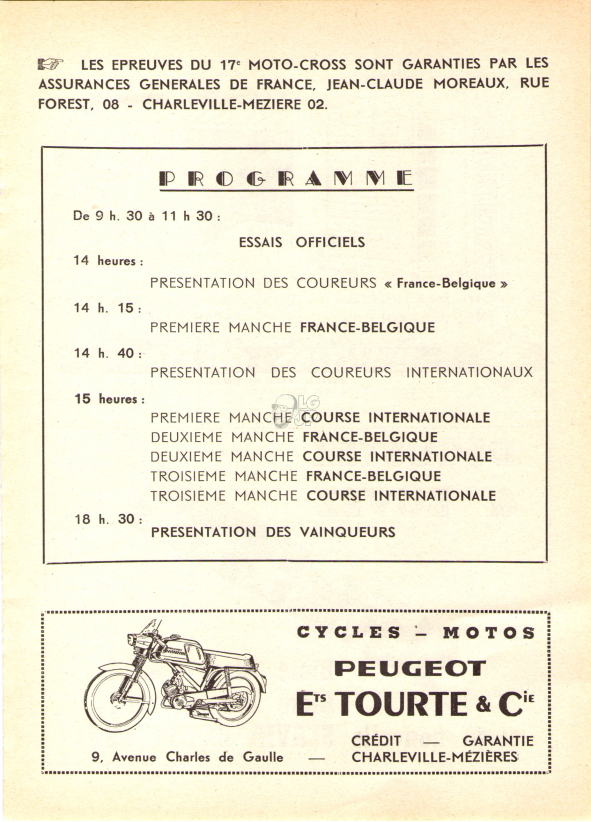 ☞ LES EPREUVES DU 17e MOTO-CROSS SONT GARANTIES PAR LES
ASSURANCES GENERALES DE FRANCE, JEAN-CLAUDE MOREAUX, RUE
FOREST, 08 - CHARLEVILLE-MEZIERE 02.
PROGRAMME
De 9 h. 30 à 11 h 30 :
ESSAIS OFFICIELS
14 heures :
PRESENTATION DES COUREURS « France-Belgique »
14 h. 15 :
PREMIERE MANCHE FRANCE-BELGIQUE
14 h. 40 :
PRESENTATION DES COUREURS INTERNATIONAUX
15 heures :
PREMIERE MANCHE COURSE INTERNATIONALE
DEUXIEME MANCHE FRANCE-BELGIQUE
DEUXIEME MANCHE COURSE INTERNATIONALE
TROISIEME MANCHE FRANCE-BELGIQUE
TROISIEME MANCHE COURSE INTERNATIONALE
18 h. 30 :
PRESENTATION DES VAINQUEURS
CYCLES - MOTOS
PEUGEOT
ETS TOURTE & CIE
CRÉDIT — GARANTIE
9, Avenue Charles de Gaulle — CHARLEVILLE-MÉZIÈRES